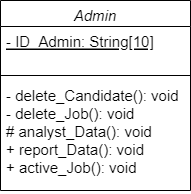 Admin
- ID_Admin: String[10]
- delete_Candidate(): void
- delete_Job(): void
# analyst_Data(): void
+ report_Data(): void
+ active_Job(): void